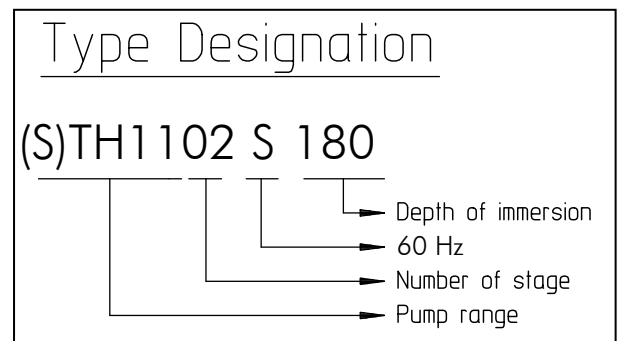 Type Designation
(S)TH1102 S 180
Depth of immersion
60 Hz
Number of stage
Pump range